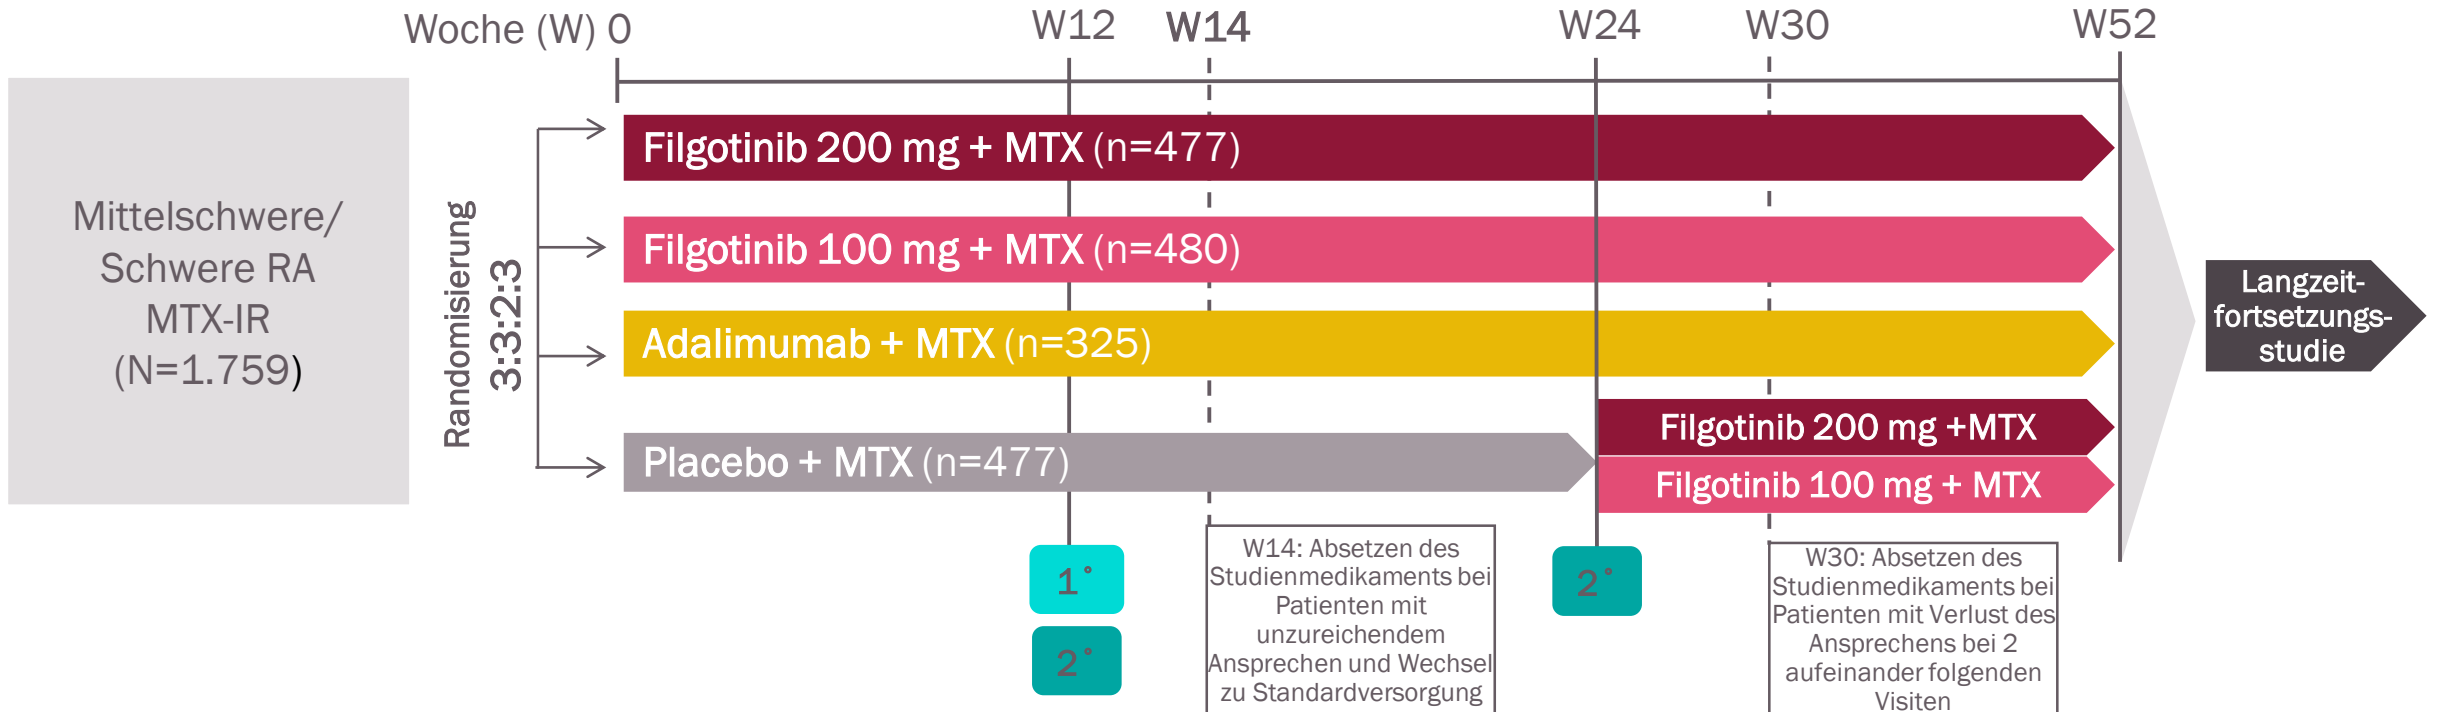 Woche (W) 0
W12
W14
W24
W30
W52
Mittelschwere/
Schwere RA
MTX-IR
(N=1.759)
Randomisierung
3:3:2:3
Filgotinib 200 mg + MTX (n=477)
Filgotinib 100 mg + MTX (n=480)
Adalimumab + MTX (n=325)
Placebo + MTX (n=477)
Filgotinib 200 mg +MTX
Filgotinib 100 mg + MTX
Langzeit-
fortsetzungs-
studie
1°
2°
W14: Absetzen des
Studienmedikaments bei
Patienten mit
unzureichendem
Ansprechen und Wechsel
zu Standardversorgung
2°
W30: Absetzen des
Studienmedikaments bei
Patienten mit Verlust des
Ansprechens bei 2
aufeinander folgenden
Visiten